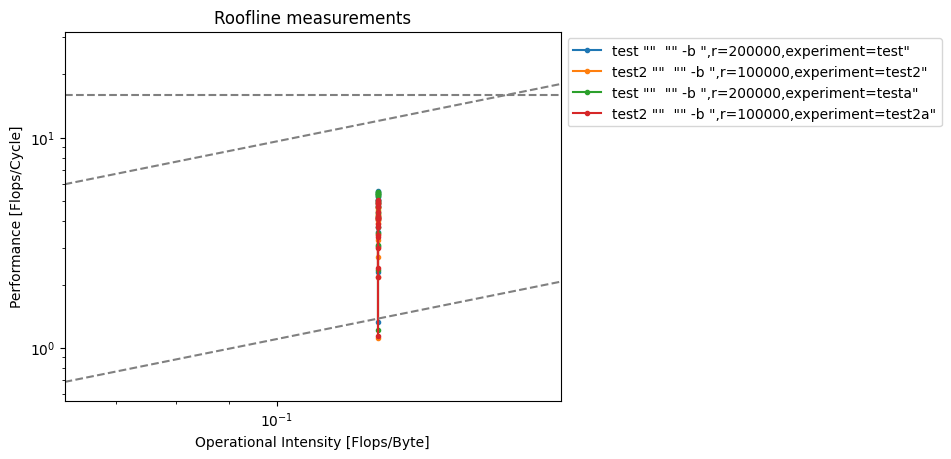 Roofline measurements
test "" "" -b ",r=200000,experiment=test"
test2 "" "" -b ",r=100000,experiment=test2"
test "" "" -b ",r=200000,experiment=testa"
test2 "" "" -b ",r=100000,experiment=test2a"
Performance [Flops/Cycle]
10¹
10⁰
10⁻¹
Operational Intensity [Flops/Byte]